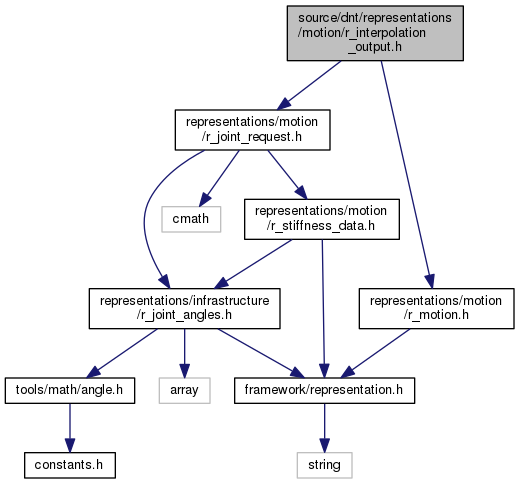 source/dnt/representations
/motion/r_interpolation
_output.h
representations/motion
/r_joint_request.h
cmath
representations/motion
/r_stiffness_data.h
representations/infrastructure
/r_joint_angles.h
representations/motion
/r_motion.h
tools/math/angle.h
array
framework/representation.h
constants.h
string